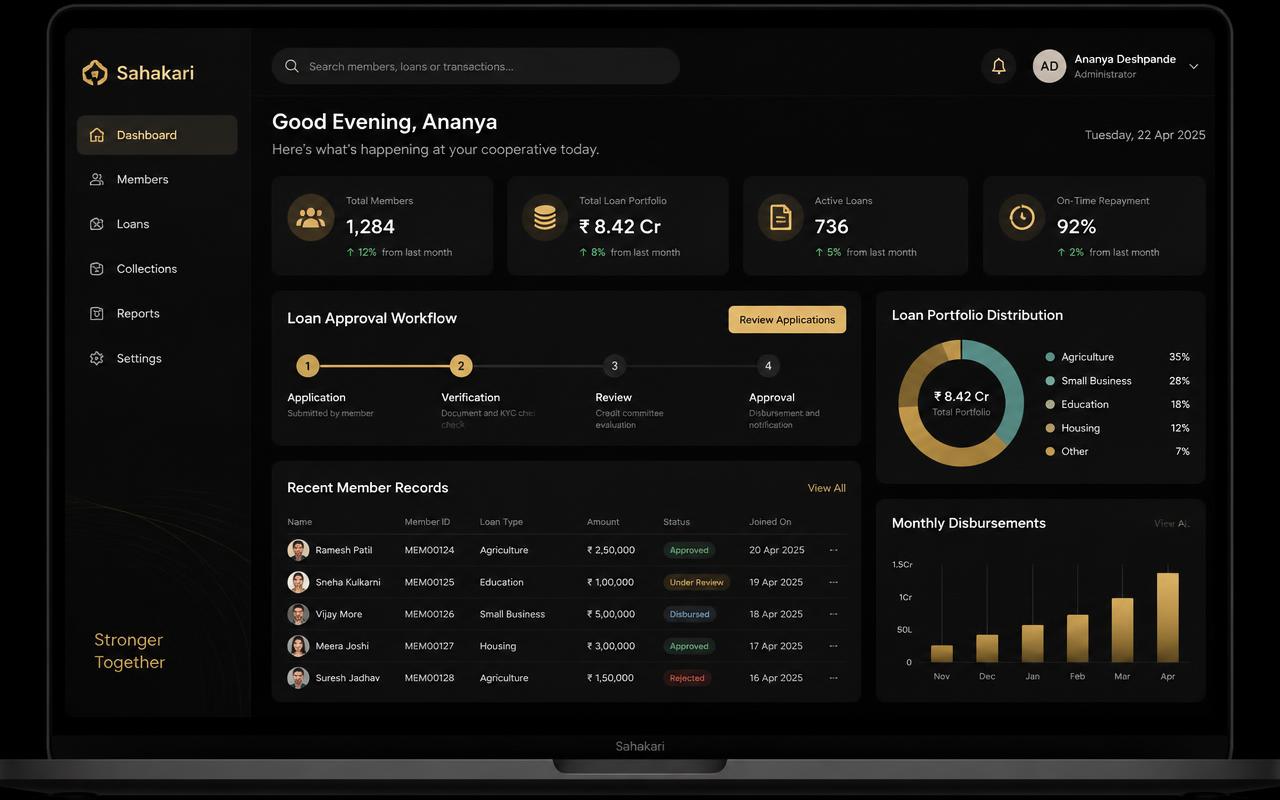 Sahakari
Search members, loans or transactions...
AD
Ananya Deshpande
Administrator
Dashboard
Members
Loans
Collections
Reports
Settings
Stronger
Together
Good Evening, Ananya
Here's what's happening at your cooperative today.
Tuesday, 22 Apr 2025
Total Members
1,284
↑ 12% from last month
Total Loan Portfolio
₹ 8.42 Cr
↑ 8% from last month
Active Loans
736
↑ 5% from last month
On-Time Repayment
92%
↑ 2% from last month
Loan Approval Workflow
Review Applications
1
2
3
4
Application
Submitted by member
Verification
Document and KYC chec
check
Review
Credit committee
evaluation
Approval
Disbursement and
notification
Loan Portfolio Distribution
₹ 8.42 Cr
Total Portfolio
Agriculture 35%
Small Business 28%
Education 18%
Housing 12%
Other 7%
Recent Member Records
View All
Name Member ID Loan Type Amount Status Joined On
Ramesh Patil MEM00124 Agriculture ₹ 2,50,000 Approved 20 Apr 2025
Sneha Kulkarni MEM00125 Education ₹ 1,00,000 Under Review 19 Apr 2025
Vijay More MEM00126 Small Business ₹ 5,00,000 Disbursed 18 Apr 2025
Meera Joshi MEM00127 Housing ₹ 3,00,000 Approved 17 Apr 2025
Suresh Jadhav MEM00128 Agriculture ₹ 1,50,000 Rejected 16 Apr 2025
Monthly Disbursements
View
1.5Cr
1Cr
50L
0
Nov Dec Jan Feb Mar Apr
Sahakari